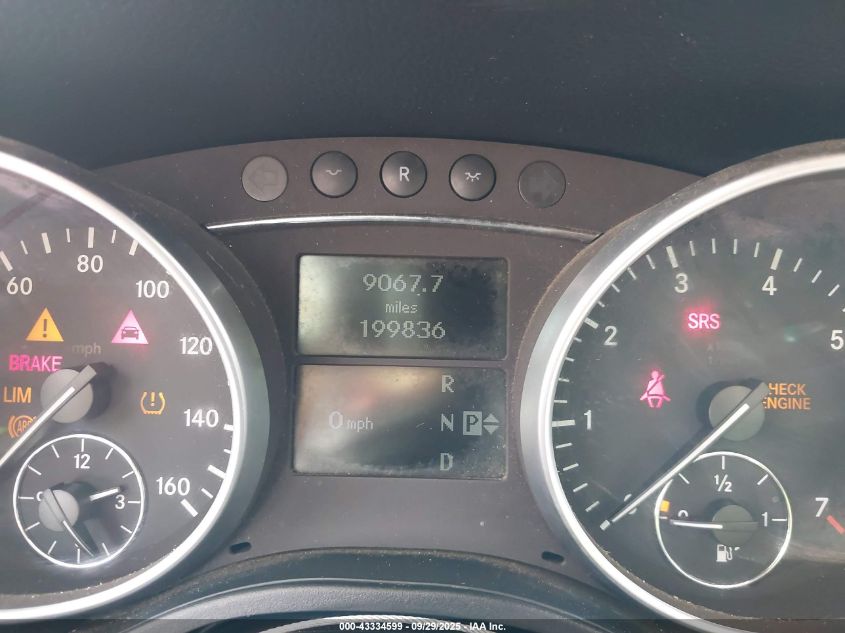 R
9067.7
miles
199836
R
0 mph
N P
D
60
80
100
120
140
160
mph
BRAKE
LIM
ABS
12
3
1
2
3
4
5
7
SRS
CHECK
ENGINE
0
1/2
1
000-43334599 • 09/29/2025 • IAA Inc.